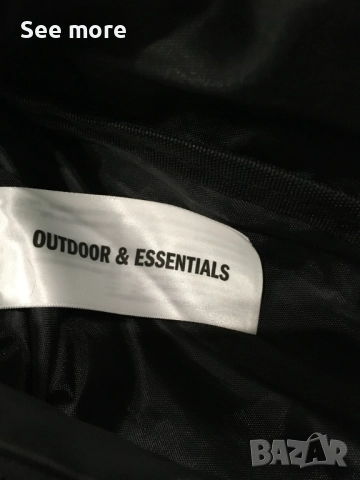 See more
OUTDOOR & ESSENTIALS
BAZAR